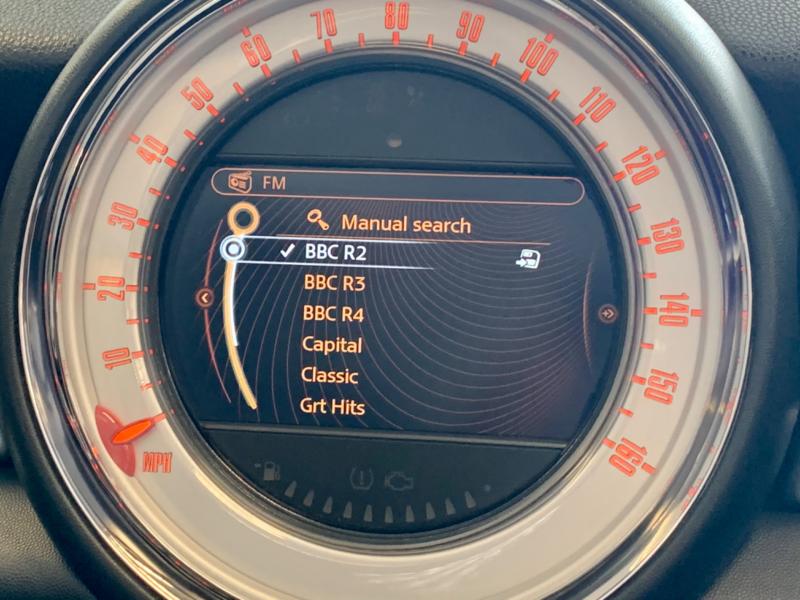 FM
Manual search
BBC R2
BBC R3
BBC R4
Capital
Classic
Grt Hits
10
20
30
40
50
60
70
80
90
100
110
120
130
140
150
160
MPH